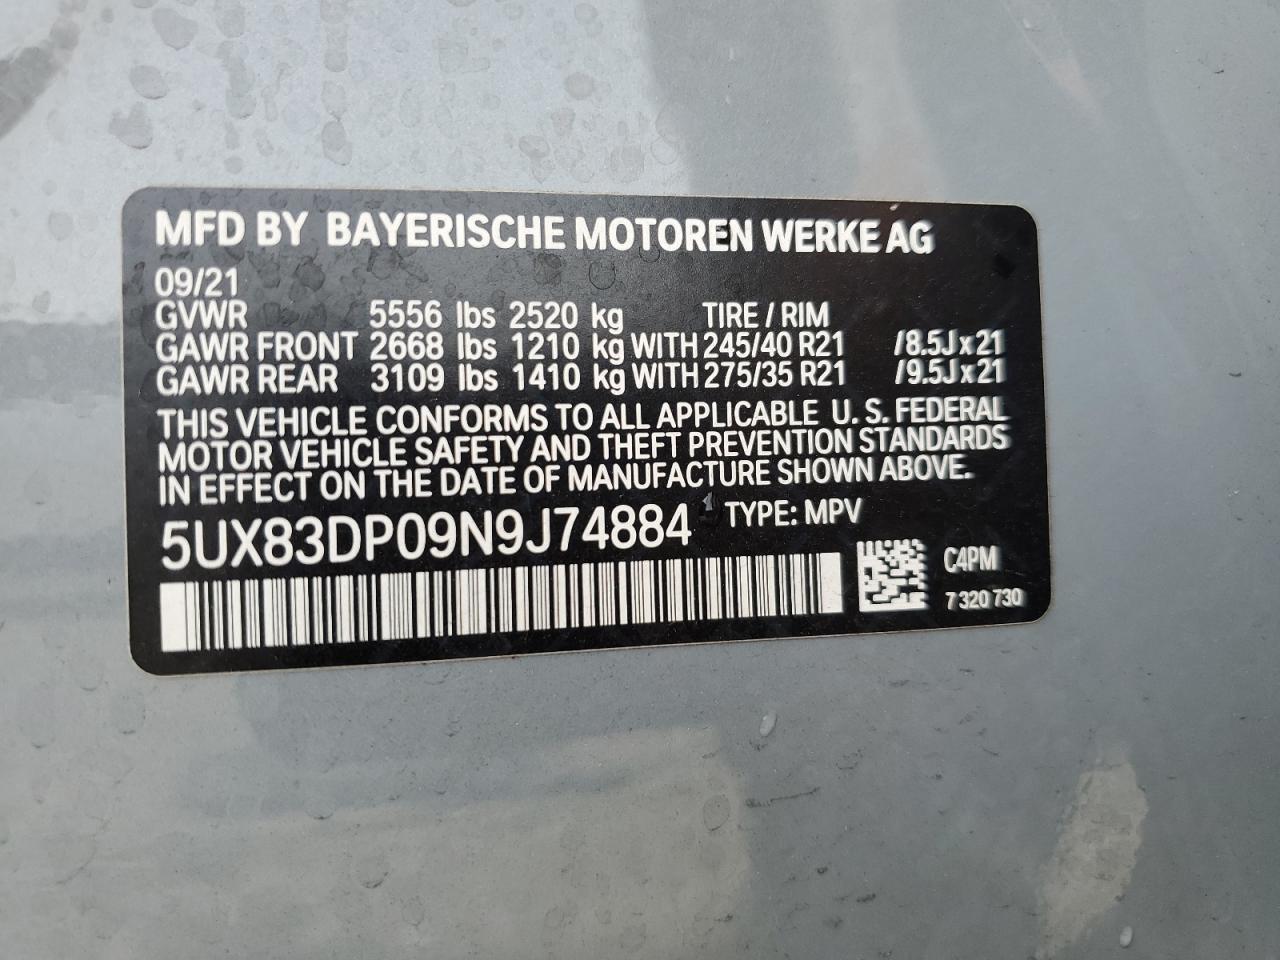 MFD BY BAYERISCHE MOTOREN WERKE AG
09/21
GVWR 5556 lbs 2520 kg TIRE / RIM
GAWR FRONT 2668 lbs 1210 kg WITH 245/40 R21 /8.5Jx21
GAWR REAR 3109 lbs 1410 kg WITH 275/35 R21 /9.5Jx21
THIS VEHICLE CONFORMS TO ALL APPLICABLE U. S. FEDERAL
MOTOR VEHICLE SAFETY AND THEFT PREVENTION STANDARDS
IN EFFECT ON THE DATE OF MANUFACTURE SHOWN ABOVE.
5UX83DP09N9J74884 TYPE: MPV
C4PM
7 320 730